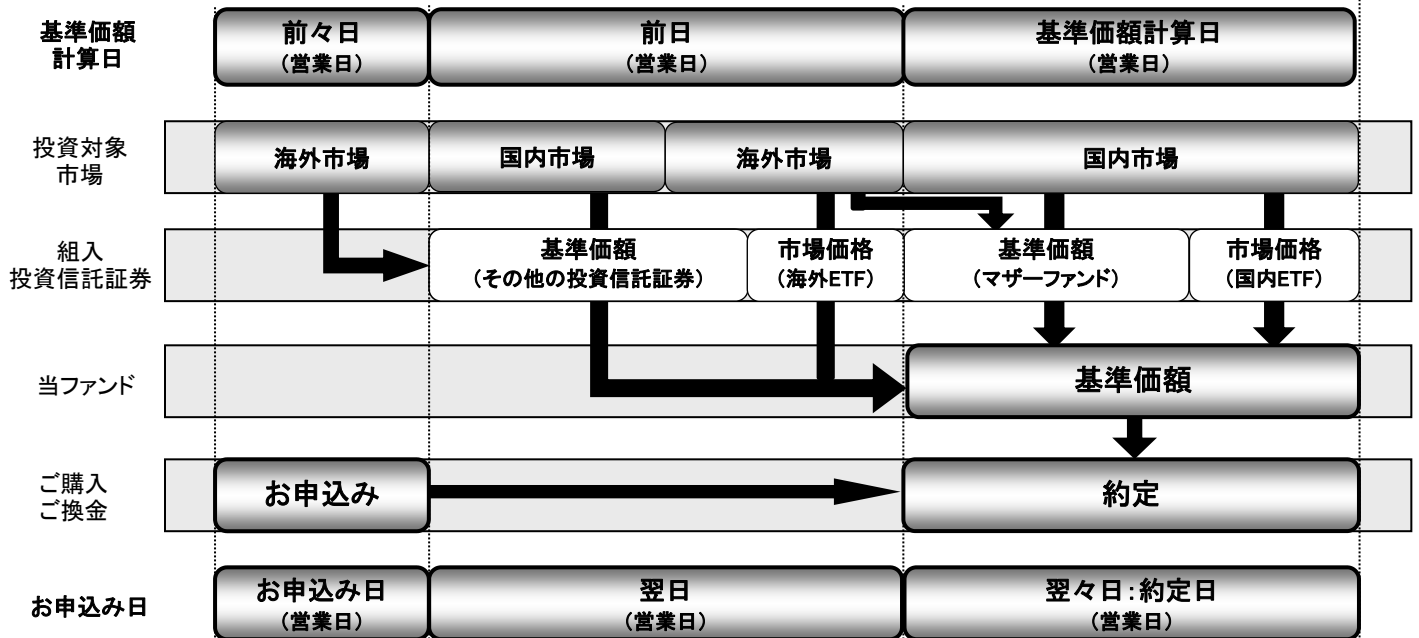 基準価額
計算日
前々日
(営業日)
前日
(営業日)
基準価額計算日
(営業日)
投資対象
市場
海外市場
国内市場
海外市場
国内市場
組入
投資信託証券
基準価額
(その他の投資信託証券)
市場価格
(海外ETF)
基準価額
(マザーファンド)
市場価格
(国内ETF)
当ファンド
基準価額
ご購入
ご換金
お申込み
約定
お申込み日
お申込み日
(営業日)
翌日
(営業日)
翌々日:約定日
(営業日)